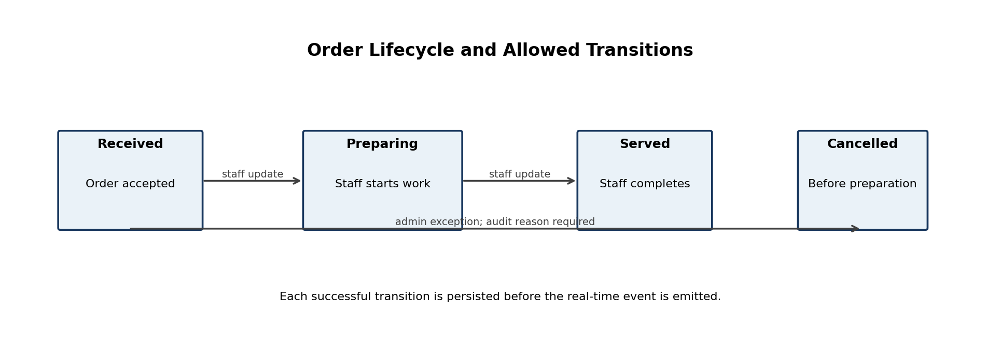 Order Lifecycle and Allowed Transitions
Received
Order accepted
staff update
Preparing
Staff starts work
staff update
Served
Staff completes
Cancelled
Before preparation
admin exception; audit reason required
Each successful transition is persisted before the real-time event is emitted.